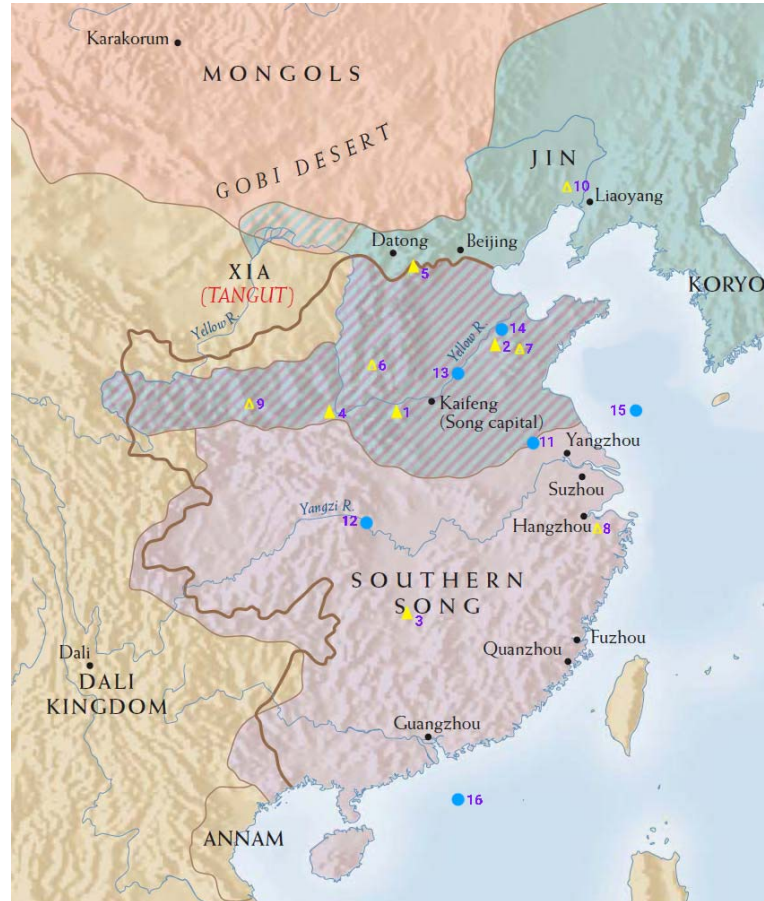 Karakorum
MONGOLS
GOBI DESERT
JIN
10
Liaoyang
Datong
Beijing
5
XIA
(TANGUT)
KORYO
Yellow R.
Yellow R.
14
2
7
6
13
9
4
1
Kaifeng
(Song capital)
15
11
Yangzhou
Suzhou
Yangzi R.
12
Hangzhou
8
SOUTHERN
SONG
3
Fuzhou
Quanzhou
Dali
DALI
KINGDOM
Guangzhou
16
ANNAM